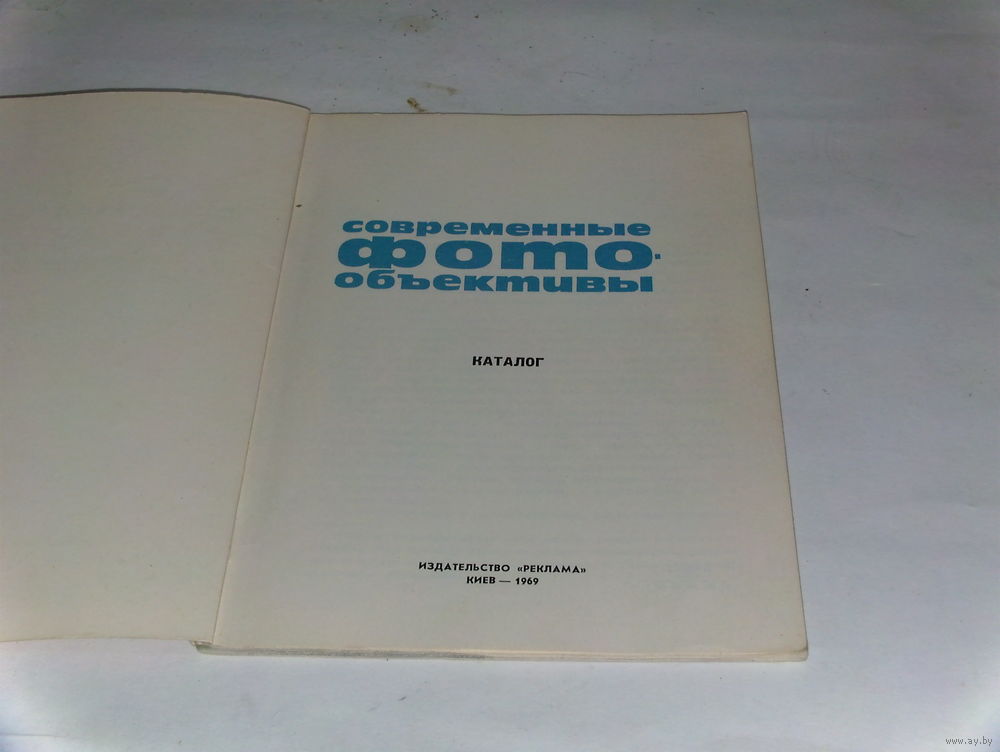 современные
фото-
объективы
КАТАЛОГ
ИЗДАТЕЛЬСТВО «РЕКЛАМА»
КИЕВ — 1969
www.ay.by